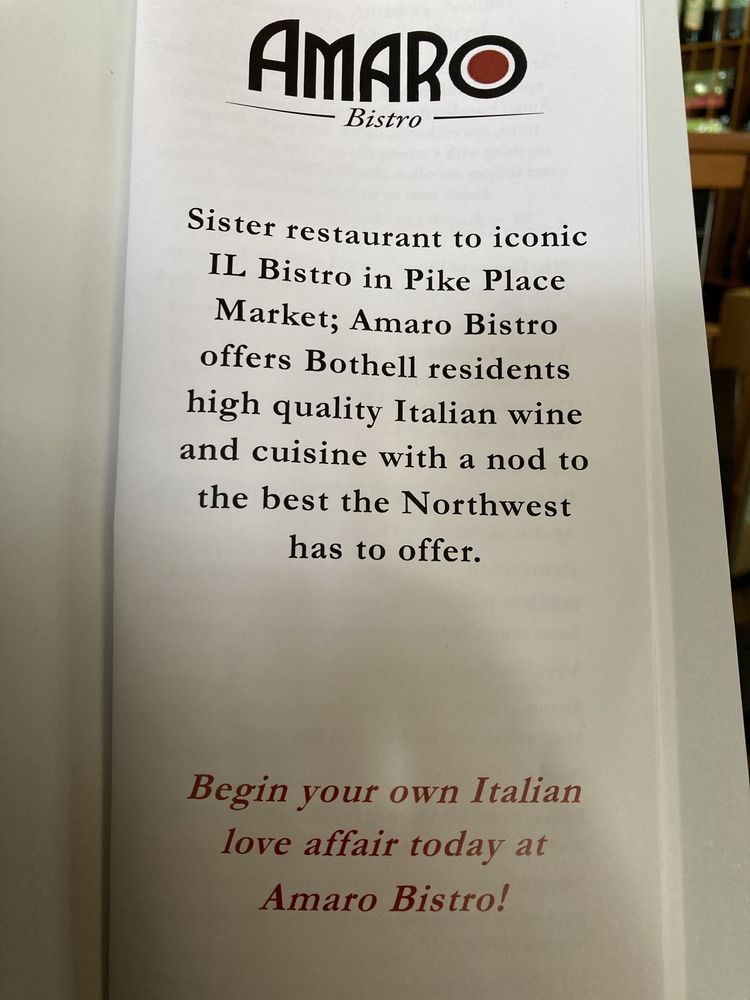 AMARO
Bistro
Sister restaurant to iconic
IL Bistro in Pike Place
Market; Amaro Bistro
offers Bothell residents
high quality Italian wine
and cuisine with a nod to
the best the Northwest
has to offer.
Begin your own Italian
love affair today at
Amaro Bistro!